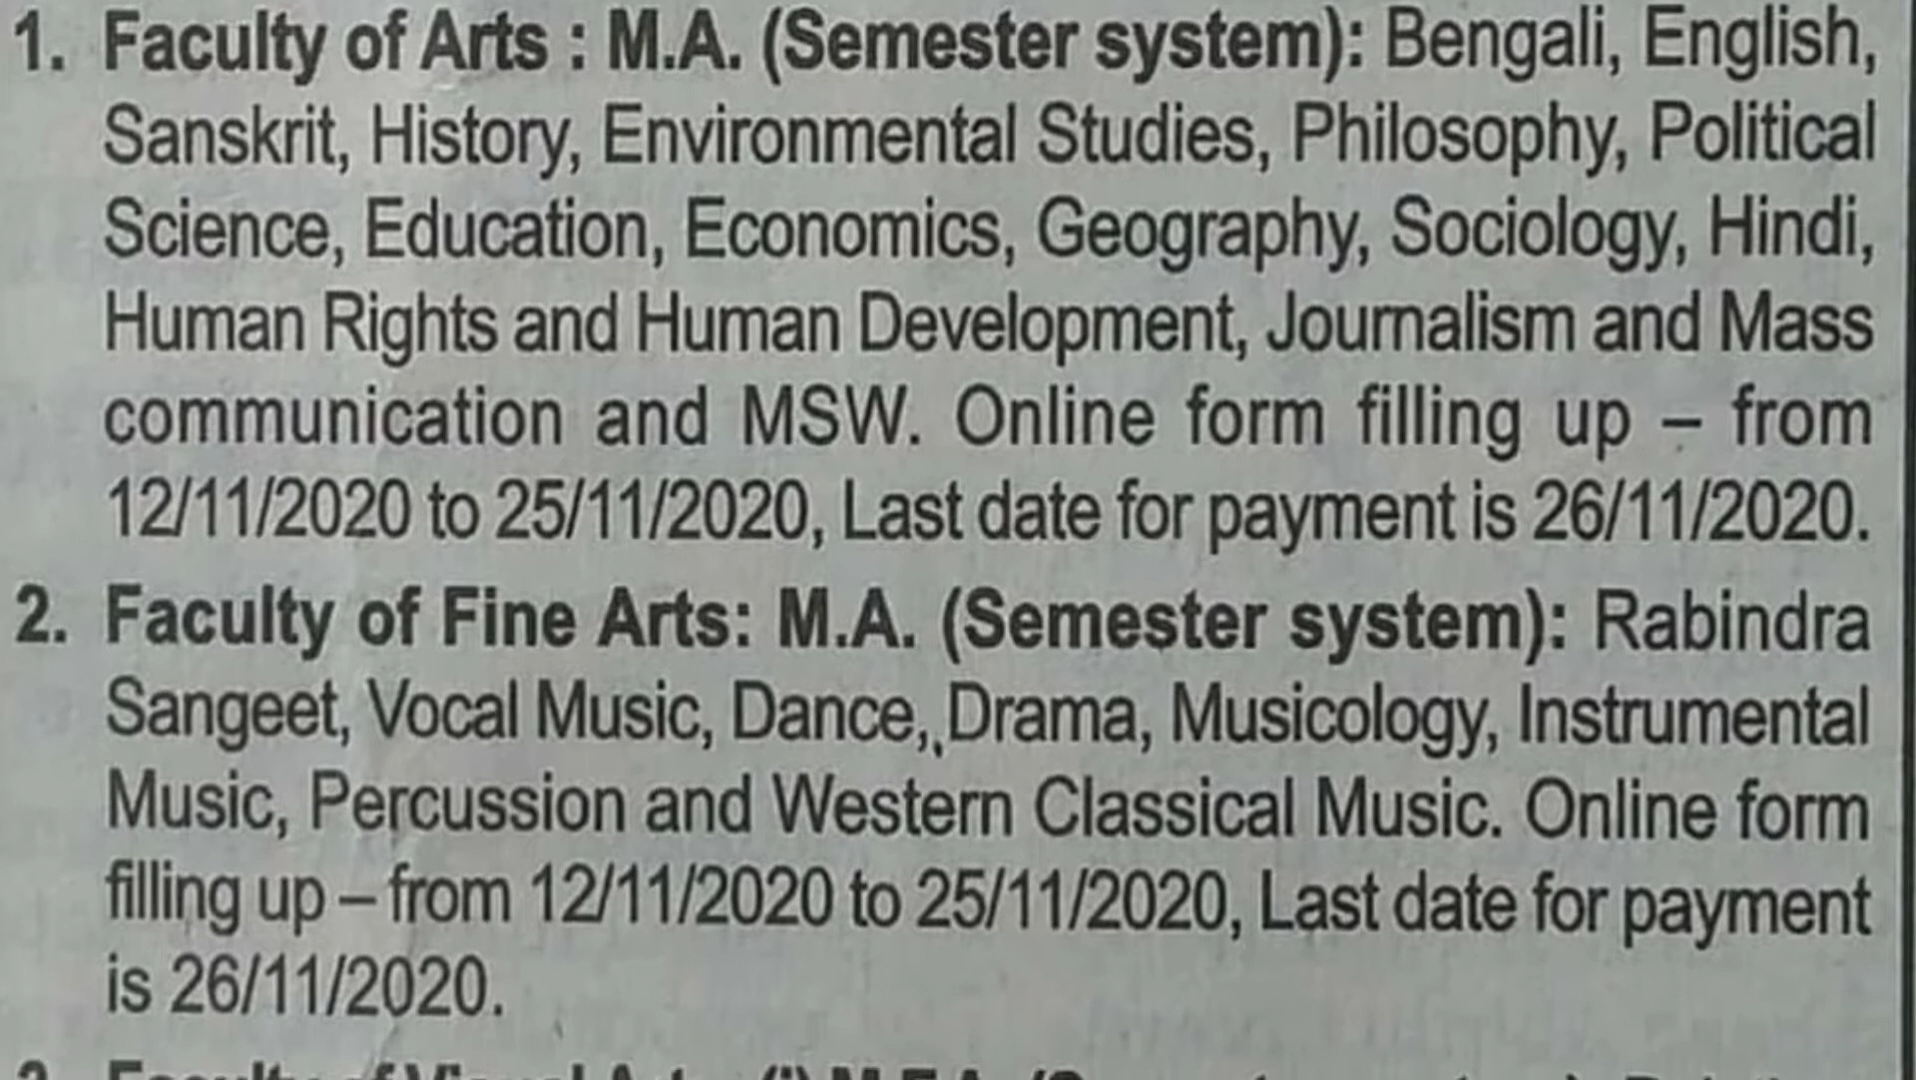 1. Faculty of Arts : M.A. (Semester system): Bengali, English,
Sanskrit, History, Environmental Studies, Philosophy, Political
Science, Education, Economics, Geography, Sociology, Hindi,
Human Rights and Human Development, Journalism and Mass
communication and MSW. Online form filling up – from
12/11/2020 to 25/11/2020, Last date for payment is 26/11/2020.
2. Faculty of Fine Arts: M.A. (Semester system): Rabindra
Sangeet, Vocal Music, Dance, Drama, Musicology, Instrumental
Music, Percussion and Western Classical Music. Online form
filling up – from 12/11/2020 to 25/11/2020, Last date for payment
is 26/11/2020.
Faculty of Visual